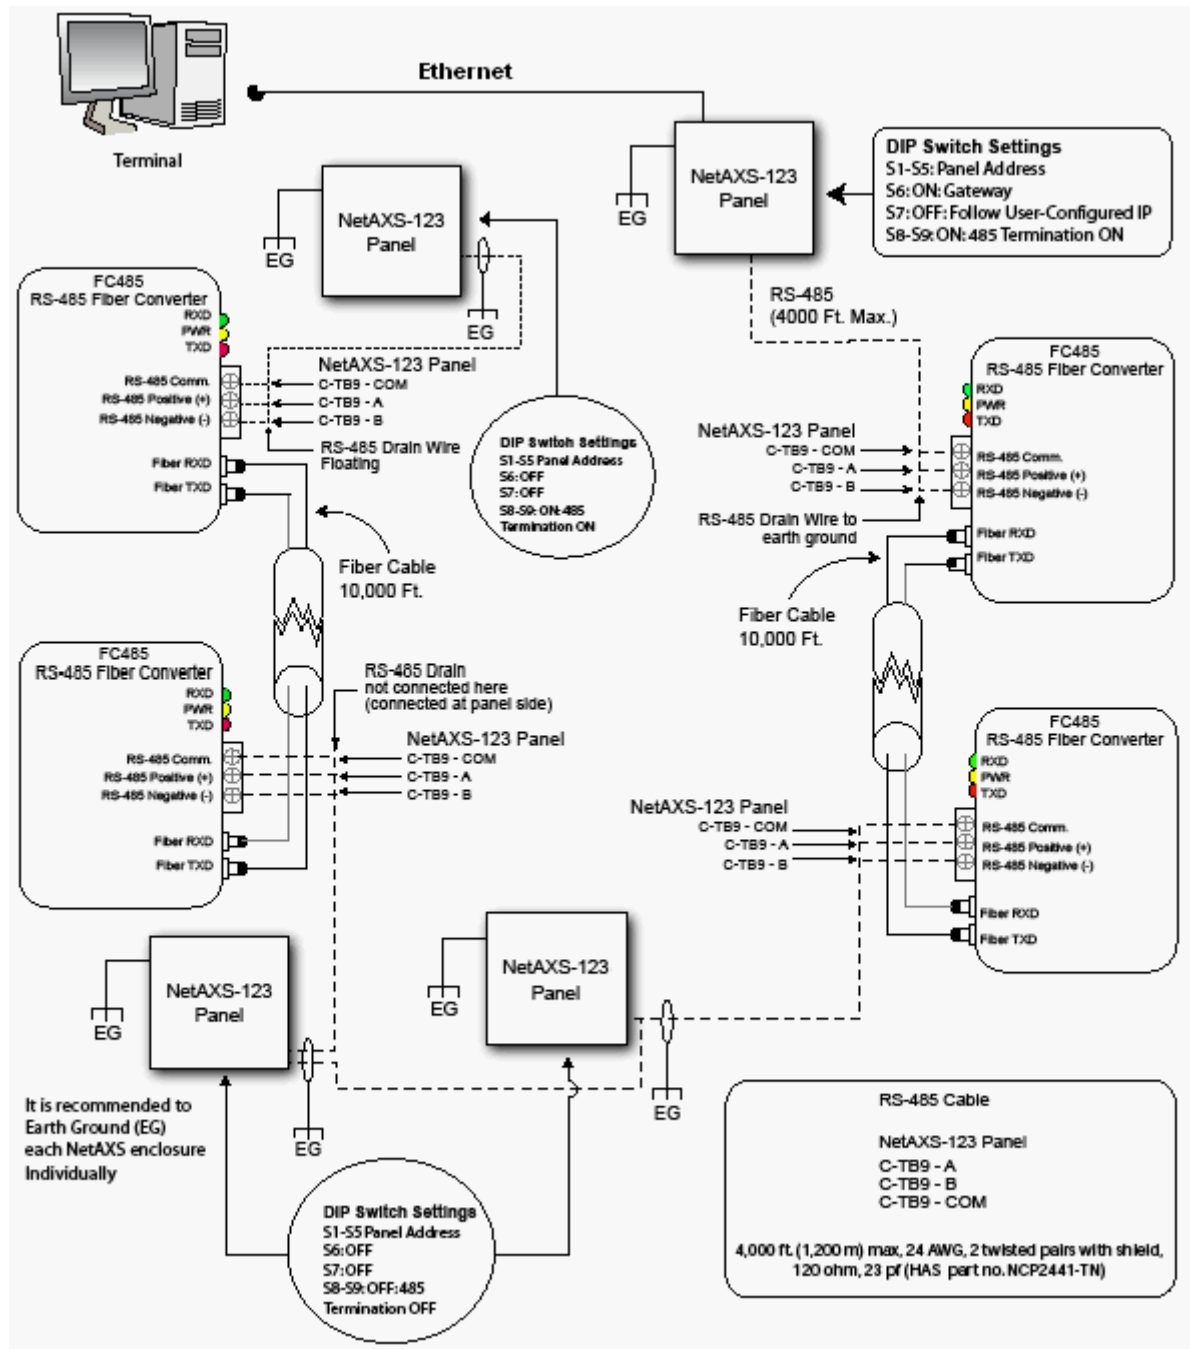 Ethernet
Terminal
NetAXS-123
Panel
EG
DIP Switch Settings
S1-S5: Panel Address
S6: ON: Gateway
S7: OFF: Follow User-Configured IP
S8-S9: ON: 485 Termination ON
NetAXS-123
Panel
EG
EG
RS-485
(4000 Ft. Max.)
FC485
RS-485 Fiber Converter
RXD
PWR
TXD
RS-485 Comm.
RS-485 Positive (+)
RS-485 Negative (-)
Fiber RXD
Fiber TXD
NetAXS-123 Panel
C-TB9 - COM
C-TB9 - A
C-TB9 - B
RS-485 Drain Wire
Floating
DIP Switch Settings
S1-S5 Panel Address
S6: OFF
S7: OFF
S8-S9: ON: 485
Termination ON
Fiber Cable
10,000 Ft.
FC485
RS-485 Fiber Converter
RXD
PWR
TXD
NetAXS-123 Panel
C-TB9 - COM
C-TB9 - A
C-TB9 - B
RS-485 Comm.
RS-485 Positive (+)
RS-485 Negative (-)
RS-485 Drain Wire to
earth ground
Fiber RXD
Fiber TXD
Fiber Cable
10,000 Ft.
FC485
RS-485 Fiber Converter
RXD
PWR
TXD
RS-485 Comm.
RS-485 Positive (+)
RS-485 Negative (-)
Fiber RXD
Fiber TXD
RS-485 Drain
not connected here
(connected at panel side)
NetAXS-123 Panel
C-TB9 - COM
C-TB9 - A
C-TB9 - B
FC485
RS-485 Fiber Converter
RXD
PWR
TXD
NetAXS-123 Panel
C-TB9 - COM
C-TB9 - A
C-TB9 - B
RS-485 Comm.
RS-485 Positive (+)
RS-485 Negative (-)
Fiber RXD
Fiber TXD
NetAXS-123
Panel
EG
EG
NetAXS-123
Panel
EG
EG
It is recommended to
Earth Ground (EG)
each NetAXS enclosure
Individually
DIP Switch Settings
S1-S5 Panel Address
S6: OFF
S7: OFF
S8-S9: OFF: 485
Termination OFF
RS-485 Cable
NetAXS-123 Panel
C-TB9 - A
C-TB9 - B
C-TB9 - COM
4,000 ft. (1,200 m) max, 24 AWG, 2 twisted pairs with shield,
120 ohm, 23 pf (HAS part no. NCP2441-TN)